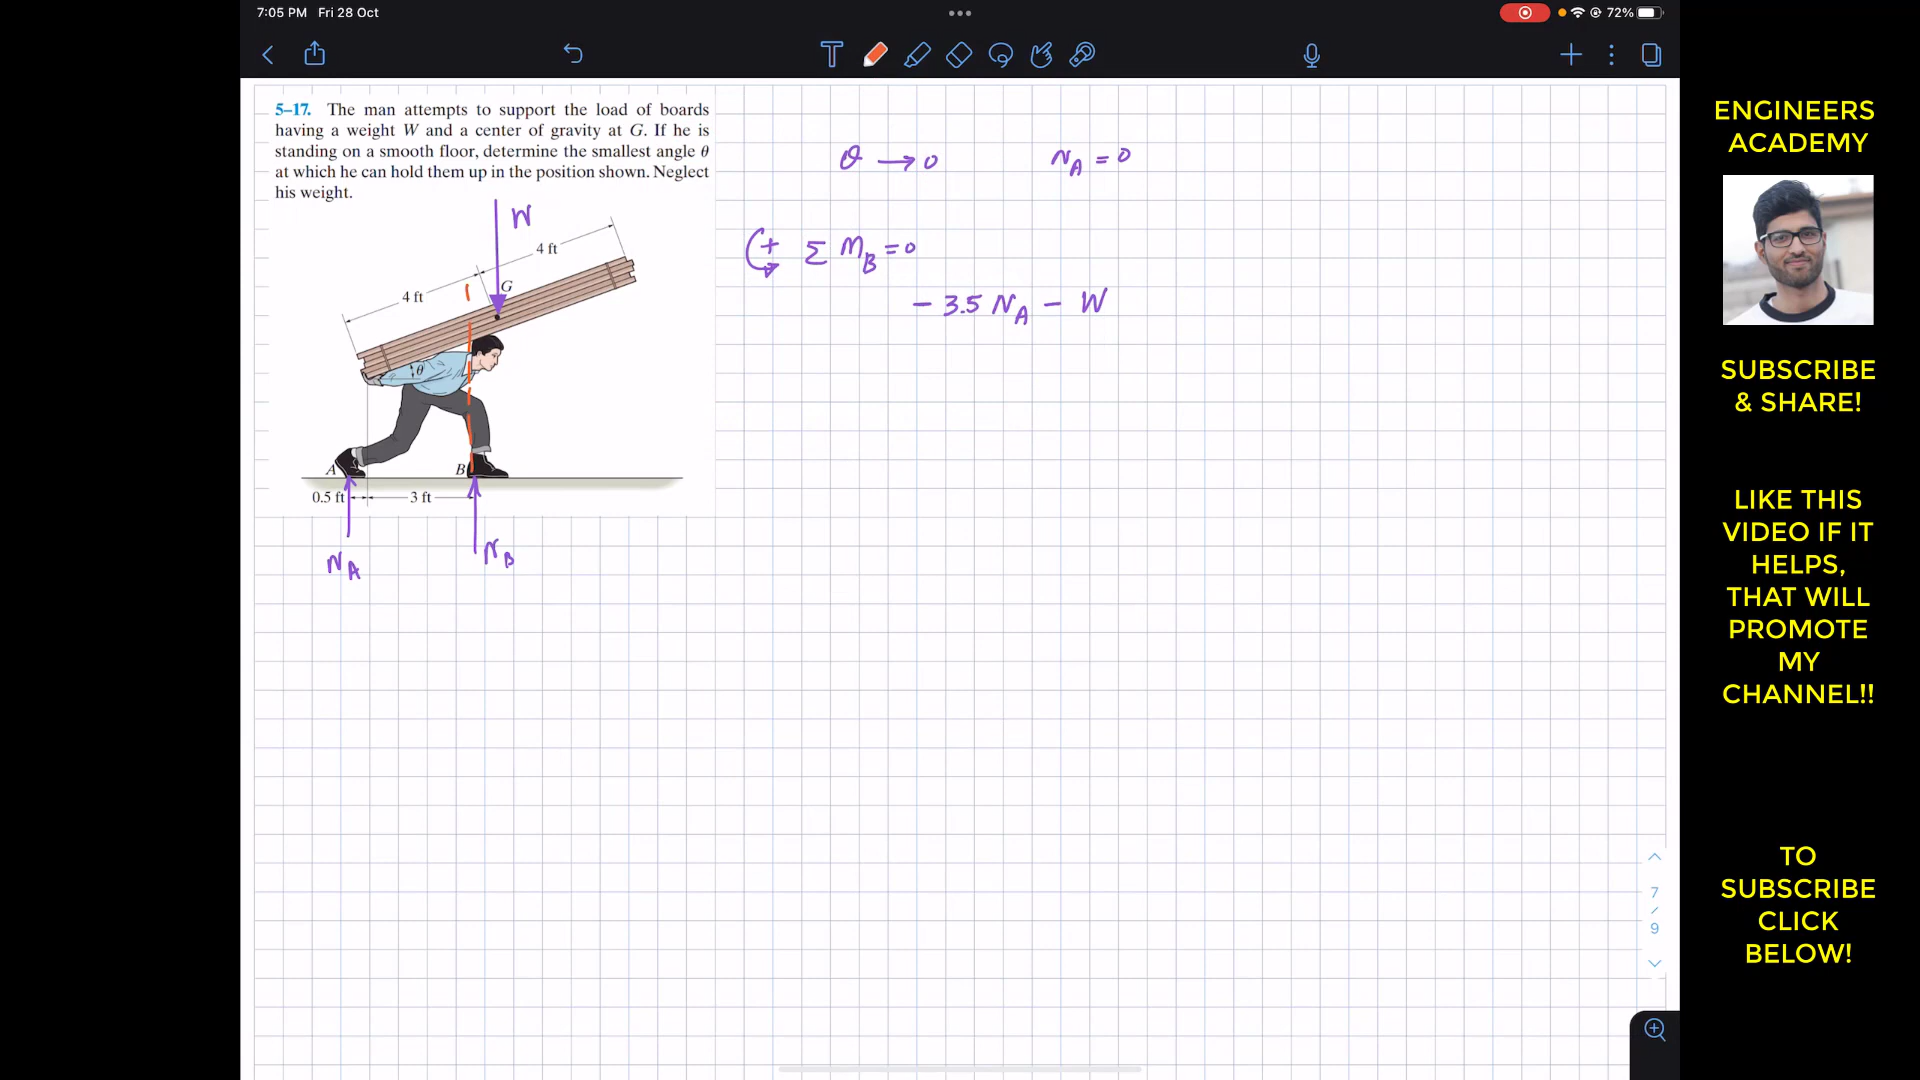 7:05 PM Fri 28 Oct
72%
5–17. The man attempts to support the load of boards
having a weight W and a center of gravity at G. If he is
standing on a smooth floor, determine the smallest angle θ
at which he can hold them up in the position shown. Neglect
his weight.
θ → 0 N_A = 0
W
+ Σ M_B = 0
- 3.5 N_A - W
4 ft
G
4 ft
θ
A
B
0.5 ft
3 ft
N_A
N_B
7
/
9
ENGINEERS
ACADEMY
SUBSCRIBE
& SHARE!
LIKE THIS
VIDEO IF IT
HELPS,
THAT WILL
PROMOTE
MY
CHANNEL!!
TO
SUBSCRIBE
CLICK
BELOW!